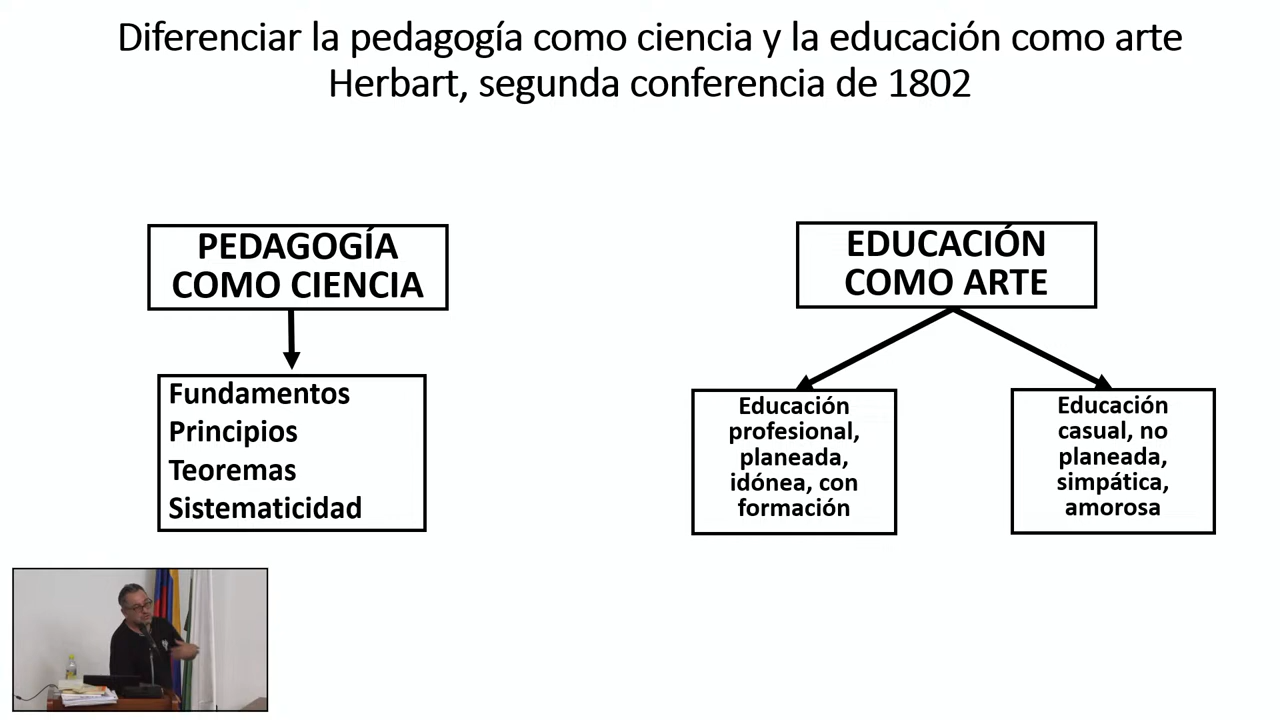 Diferenciar la pedagogía como ciencia y la educación como arte
Herbart, segunda conferencia de 1802
PEDAGOGÍA
COMO CIENCIA
Fundamentos
Principios
Teoremas
Sistematicidad
EDUCACIÓN
COMO ARTE
Educación
profesional,
planeada,
idónea, con
formación
Educación
casual, no
planeada,
simpática,
amorosa